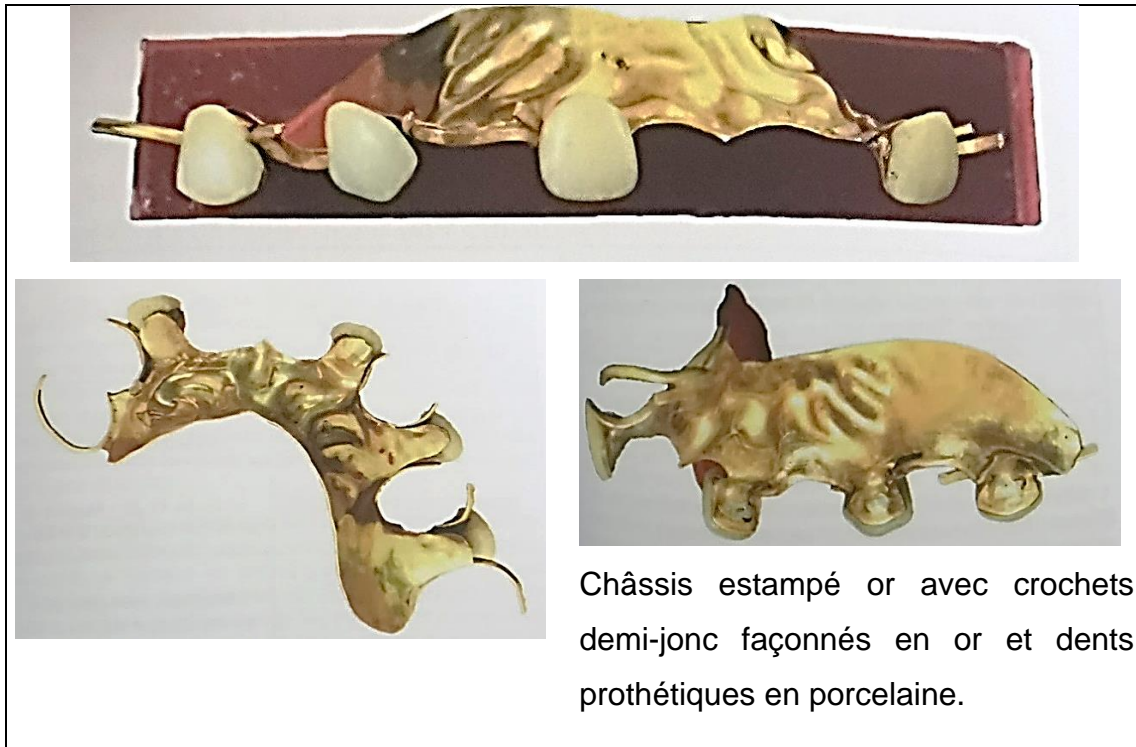 Châssis estampé or avec crochets
demi-jonc façonnés en or et dents
prothétiques en porcelaine.